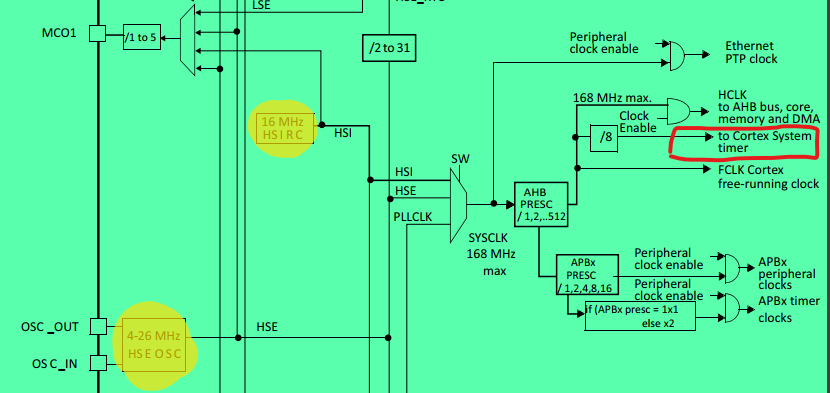 LSE
MCO1
/1 to 5
/2 to 31
Peripheral
clock enable
Ethernet
PTP clock
16 MHz
HSI RC
HSI
168 MHz max.
Clock
Enable
/8
HCLK
to AHB bus, core,
memory and DMA
to Cortex System
timer
FCLK Cortex
free-running clock
SW
HSI
HSE
PLLCLK
SYSCLK
168 MHz
max
AHB
PRESC
/ 1,2,..512
APBx
PRESC
/ 1,2,4,8,16
Peripheral
clock enable
Peripheral
clock enable
If (APBx presc = 1x1
else x2
APBx
peripheral
clocks
APBx timer
clocks
OSC_OUT
OSC_IN
4-26 MHz
HSE OSC
HSE